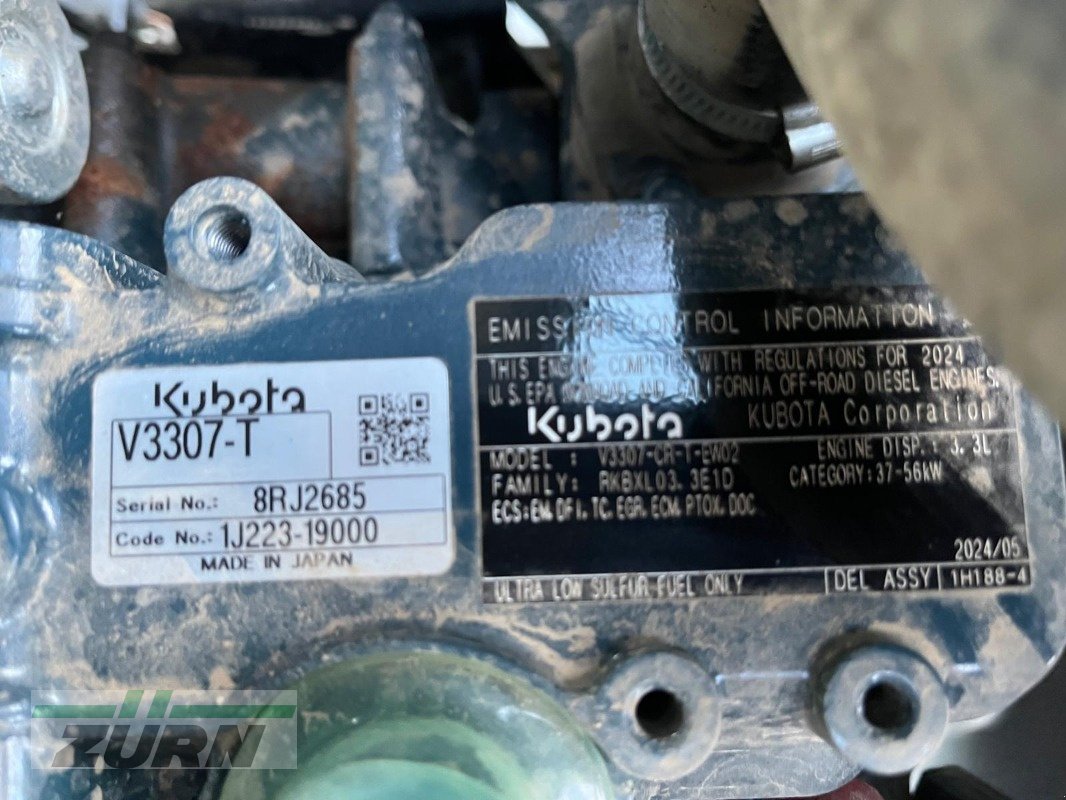 Kubota
V3307-T
Serial No.: 8RJ2685
Code No.: 1J223-19000
MADE IN JAPAN
EMISSION CONTROL INFORMATION
THIS ENGINE COMPLIES WITH REGULATIONS FOR 2024
U.S. EPA NONROAD AND CALIFORNIA OFF-ROAD DIESEL ENGINES.
Kubota KUBOTA Corporation
MODEL : V3307-CR-T-EW02 ENGINE DISP.: 3.3L
FAMILY: RKBXL03.3E1D CATEGORY: 37-56kW
ECS: EM, DFI, TC, EGR, ECM, PTOX, DOC
2024/05
ULTRA LOW SULFUR FUEL ONLY DEL ASSY 1H188-4
ZÜRN